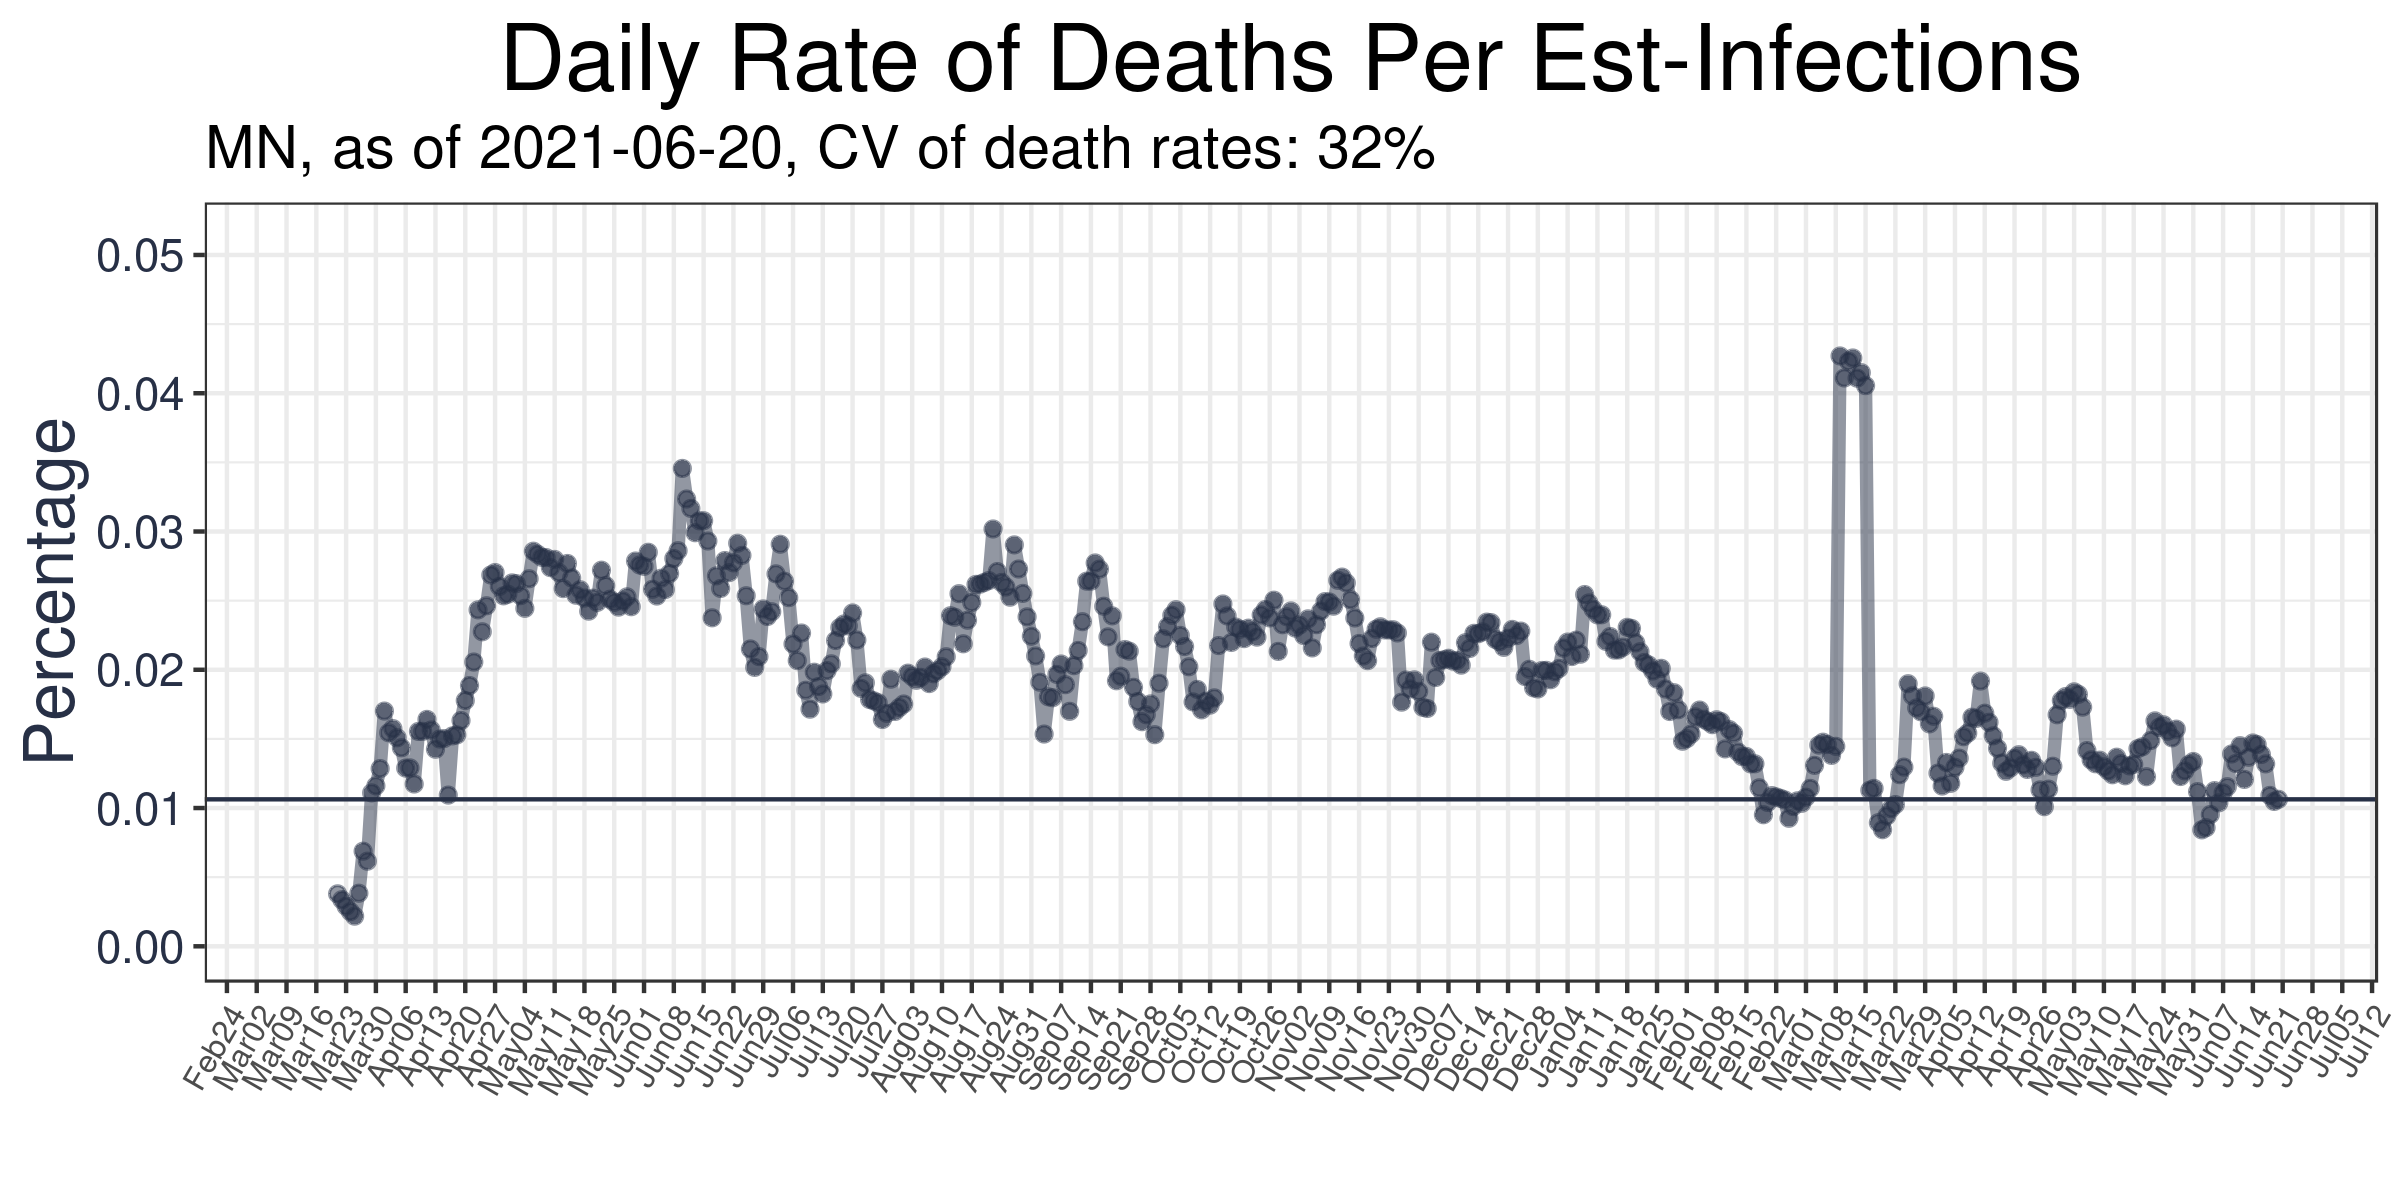 Daily Rate of Deaths Per Est-Infections
MN, as of 2021-06-20, CV of death rates: 32%
Percentage
0.05
0.04
0.03
0.02
0.01
0.00
Feb24
Mar02
Mar09
Mar16
Mar23
Mar30
Apr06
Apr13
Apr20
Apr27
May04
May11
May18
May25
Jun01
Jun08
Jun15
Jun22
Jun29
Jul06
Jul13
Jul20
Jul27
Aug03
Aug10
Aug17
Aug24
Aug31
Sep07
Sep14
Sep21
Sep28
Oct05
Oct12
Oct19
Oct26
Nov02
Nov09
Nov16
Nov23
Nov30
Dec07
Dec14
Dec21
Dec28
Jan04
Jan11
Jan18
Jan25
Feb01
Feb08
Feb15
Feb22
Mar01
Mar08
Mar15
Mar22
Mar29
Apr05
Apr12
Apr19
Apr26
May03
May10
May17
May24
May31
Jun07
Jun14
Jun21
Jun28
Jul05
Jul12